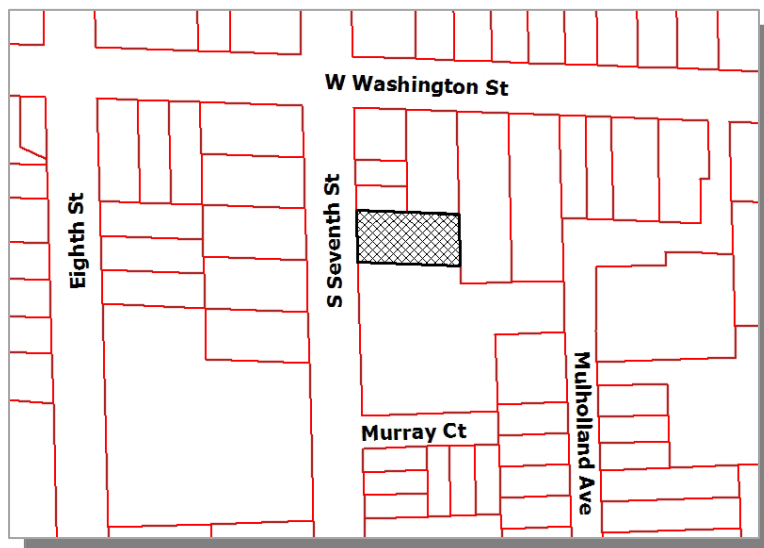 W Washington St
Eighth St
S Seventh St
Mulholland Ave
Murray Ct